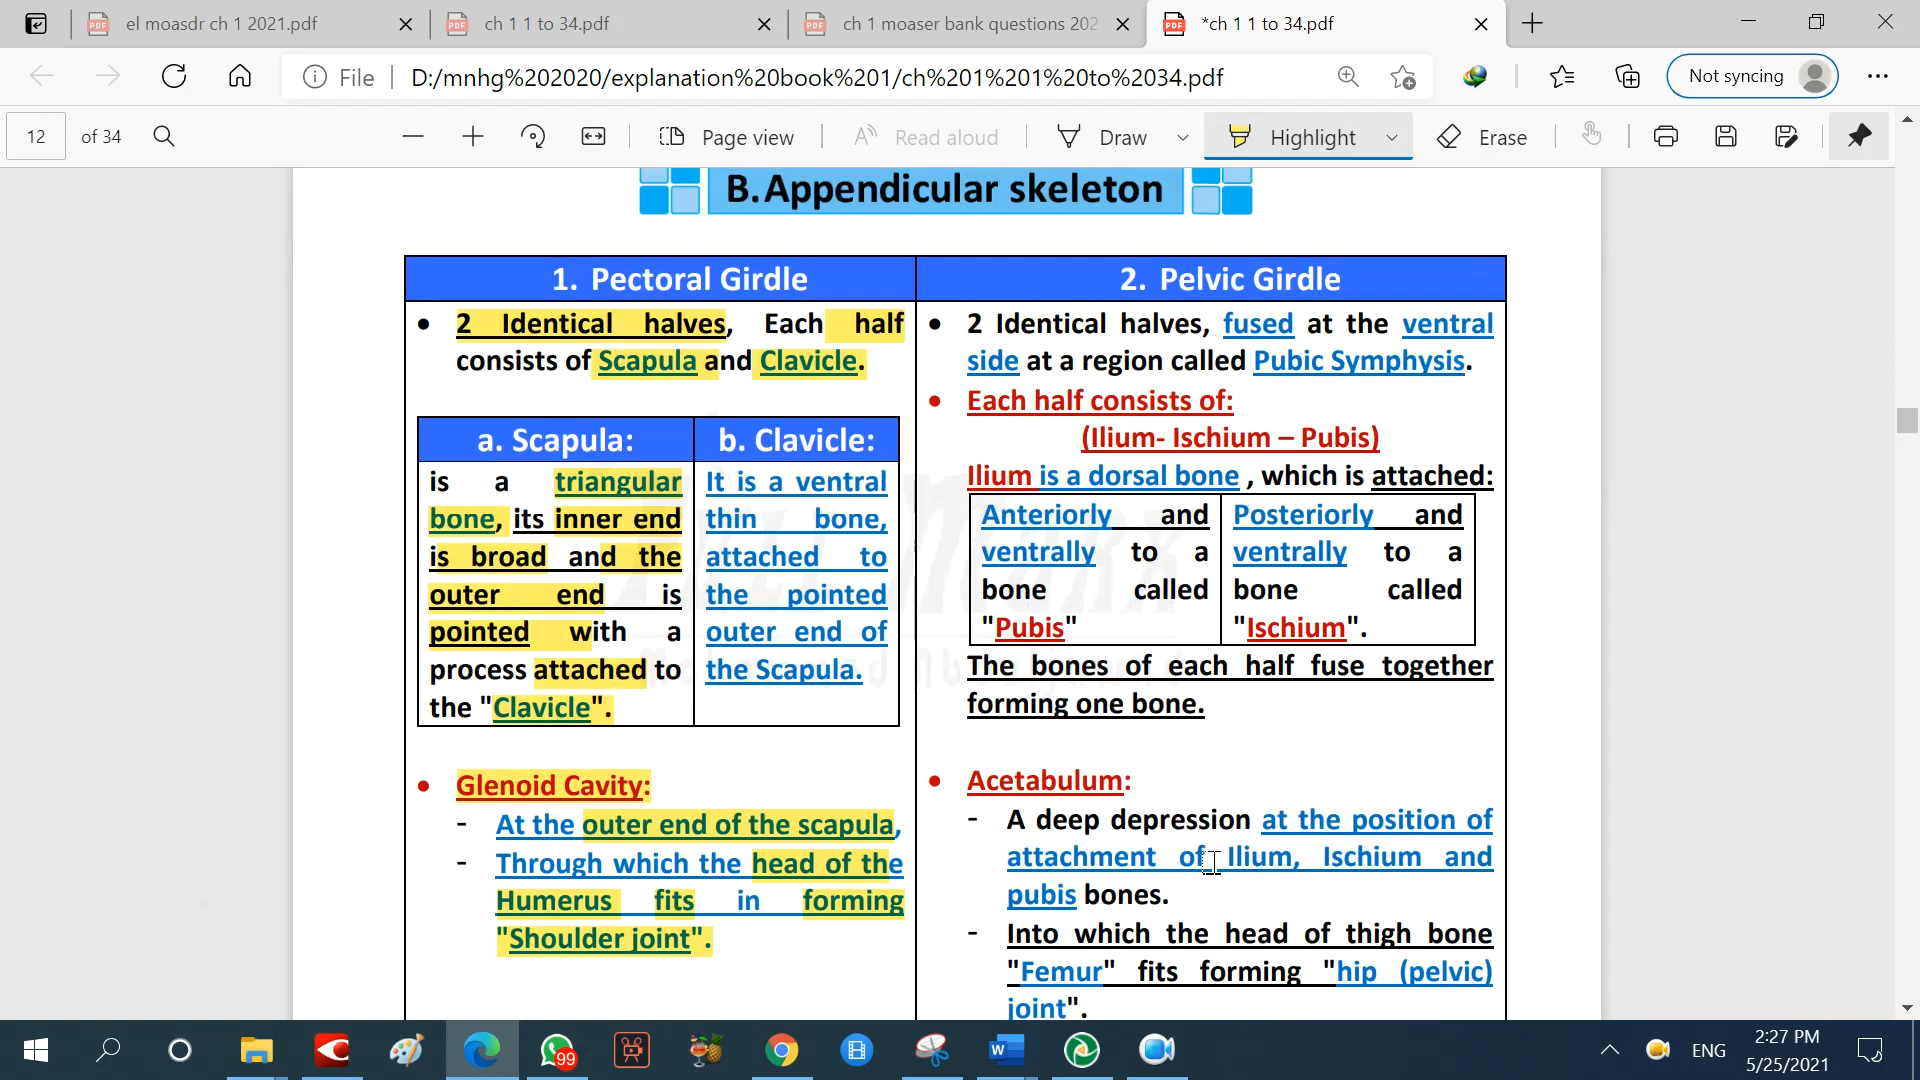 el moasdr ch 1 2021.pdf
ch 1 1 to 34.pdf
ch 1 moaser bank questions 202
*ch 1 1 to 34.pdf
File
D:/mnhg%202020/explanation%20book%201/ch%201%201%20to%2034.pdf
Not syncing
12 of 34
Page view
Read aloud
Draw
Highlight
Erase
B.Appendicular skeleton
1. Pectoral Girdle
• 2 Identical halves, Each half
consists of Scapula and Clavicle.
a. Scapula:
is a triangular
bone, its inner end
is broad and the
outer end is
pointed with a
process attached to
the "Clavicle".
b. Clavicle:
It is a ventral
thin bone,
attached to
the pointed
outer end of
the Scapula.
• Glenoid Cavity:
- At the outer end of the scapula,
- Through which the head of the
Humerus fits in forming
"Shoulder joint".
2. Pelvic Girdle
• 2 Identical halves, fused at the ventral
side at a region called Pubic Symphysis.
• Each half consists of:
(Ilium- Ischium – Pubis)
Ilium is a dorsal bone , which is attached:
Anteriorly and
ventrally to a
bone called
"Pubis"
Posteriorly and
ventrally to a
bone called
"Ischium".
The bones of each half fuse together
forming one bone.
• Acetabulum:
- A deep depression at the position of
attachment of Ilium, Ischium and
pubis bones.
- Into which the head of thigh bone
"Femur" fits forming "hip (pelvic)
joint".
99
ENG
2:27 PM
5/25/2021